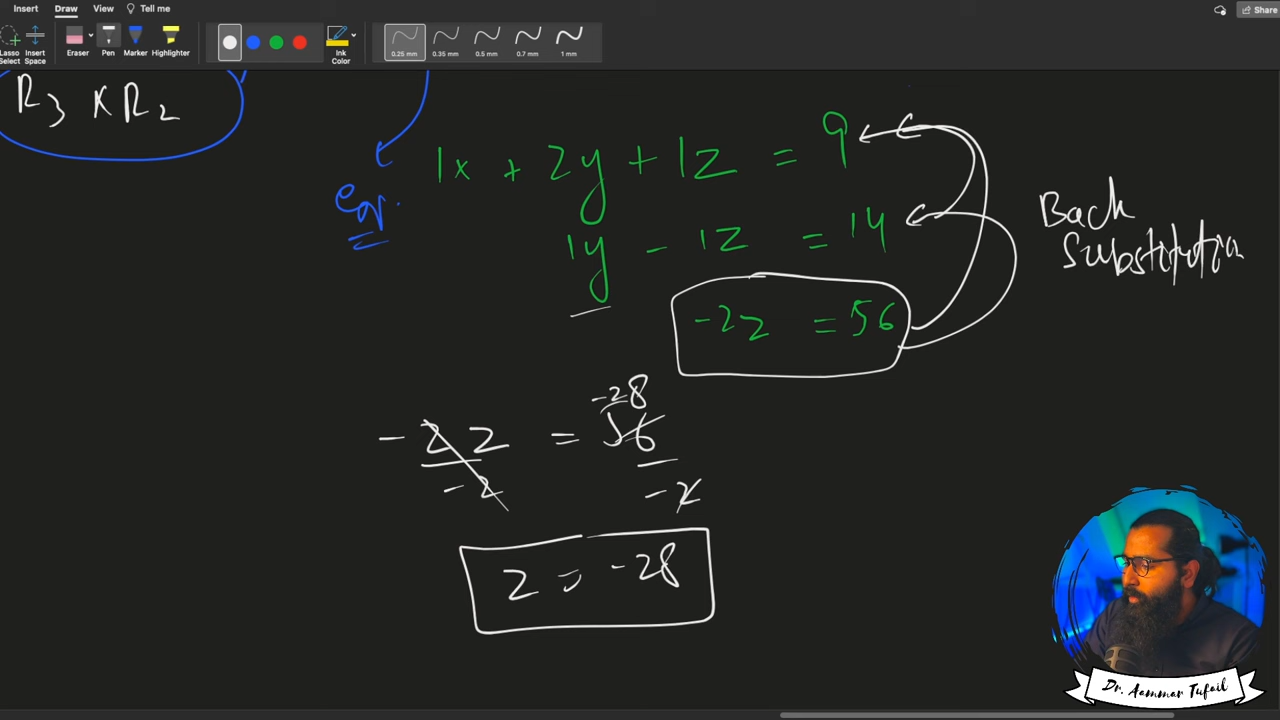 Insert Draw View Tell me
Share
Lasso Select
Insert Space
Eraser
Pen
Marker
Highlighter
Ink Color
0.25 mm
0.35 mm
0.5 mm
0.7 mm
1 mm
R3 × R2
Eq.
1x + 2y + 1z = 9
1y - 1z = 14
-2z = 56
Back
Substitution
-28
-2z = 56
-2 -2
z = -28
Dr. Aammar Tufail